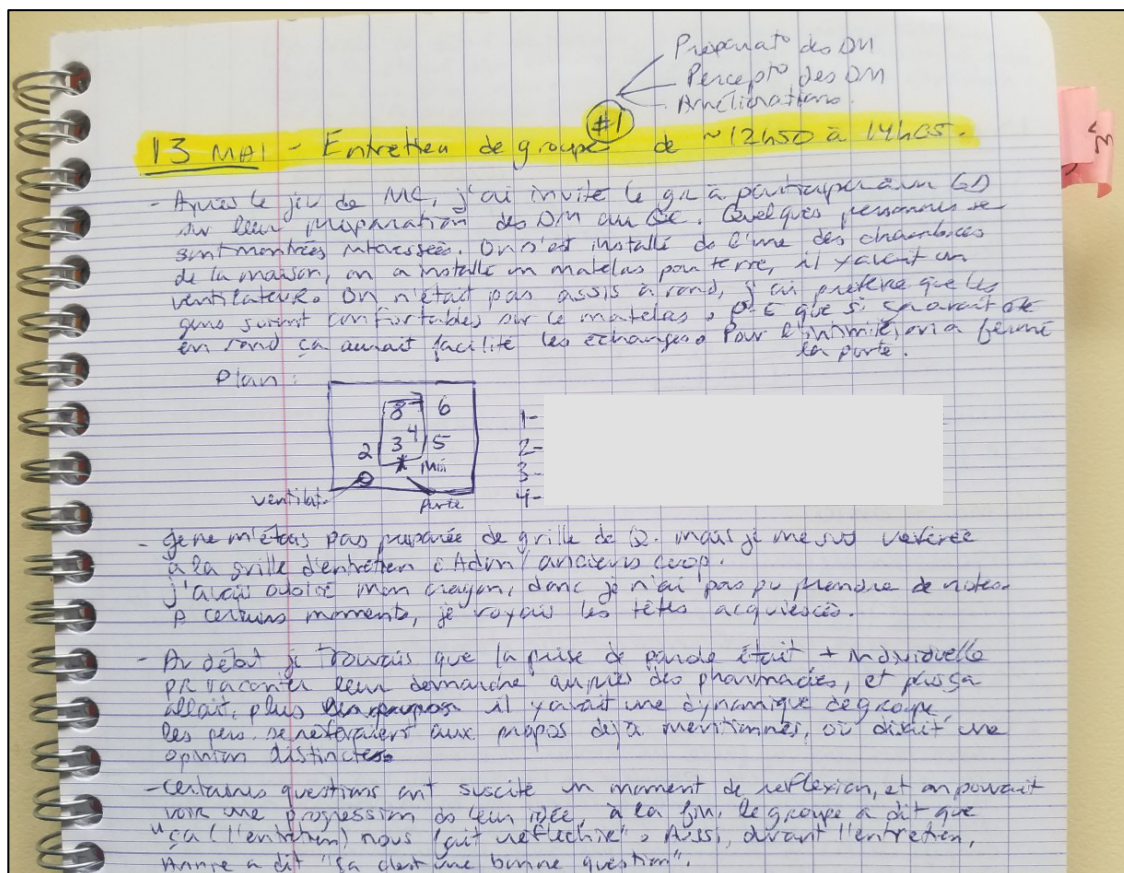 Préparat° des DM
Percept° des DM
Améliorations.
#1
13 MAI - Entretien de groupe de ~12h50 à 14h05.
- Après le jeu de MC, j'ai invité le gr à participer à un GD
sur leur préparation des DM au QC. Quelques personnes se
sont montrées intéressées. On s'est installé ds l'une des chambres
de la maison, on a installé un matelas par terre, il y avait un
ventilateur. On n'était pas assis à rond, j'ai préféré que les
gens soient confortables sur le matelas, P-E que si ça avait été
en rond ça aurait facilité les échanges. Pour l'intimité, on a fermé
la porte.
Plan:
8 7 6
2 3 4 5
* Moi
ventilat. Porte
1-
2-
3-
4-
- Je ne m'étais pas préparée de grille de Q. mais je me suis référée
à la grille d'entretien c Adm/anciens coop.
j'avais oublié mon crayon, donc je n'ai pas pu prendre de notes.
À certains moments, je voyais les têtes acquiescés.
- Au début je trouvais que la prise de parole était + individuelle
pr raconter leur démarche auprès des pharmacies, et plus ça
allait, plus il y avait une dynamique de groupe,
les pers. se référaient aux propos déjà mentionnés, où disait une
opinion distincte.
- Certaines questions ont suscité un moment de réflexion, et on pouvait
voir une progression ds leur idée, à la fin, le groupe a dit que
"ça (l'entretien) nous fait réfléchire". Aussi, durant l'entretien,
Annie a dit "ça c'est une bonne question".
3